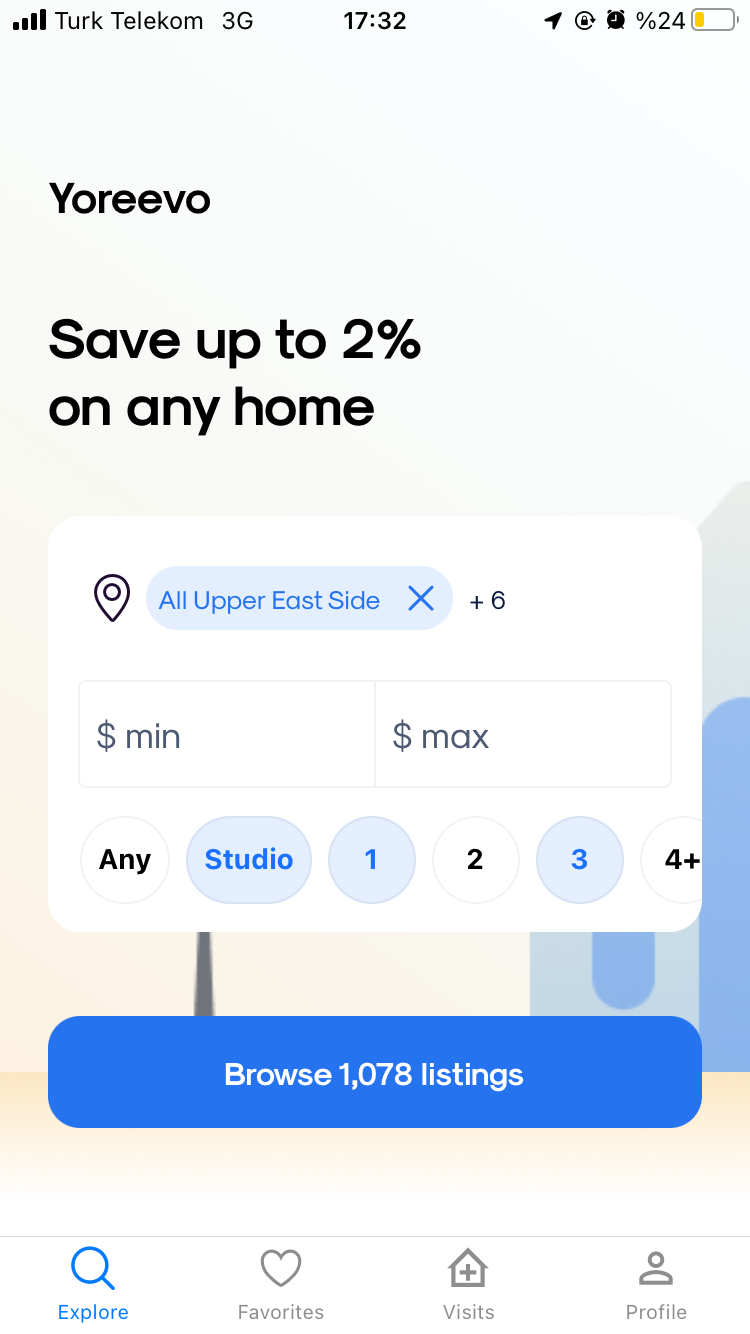 Turk Telekom 3G 17:32 %24
Yoreevo
Save up to 2%
on any home
All Upper East Side + 6
$ min $ max
Any Studio 1 2 3 4+
Browse 1,078 listings
Explore Favorites Visits Profile